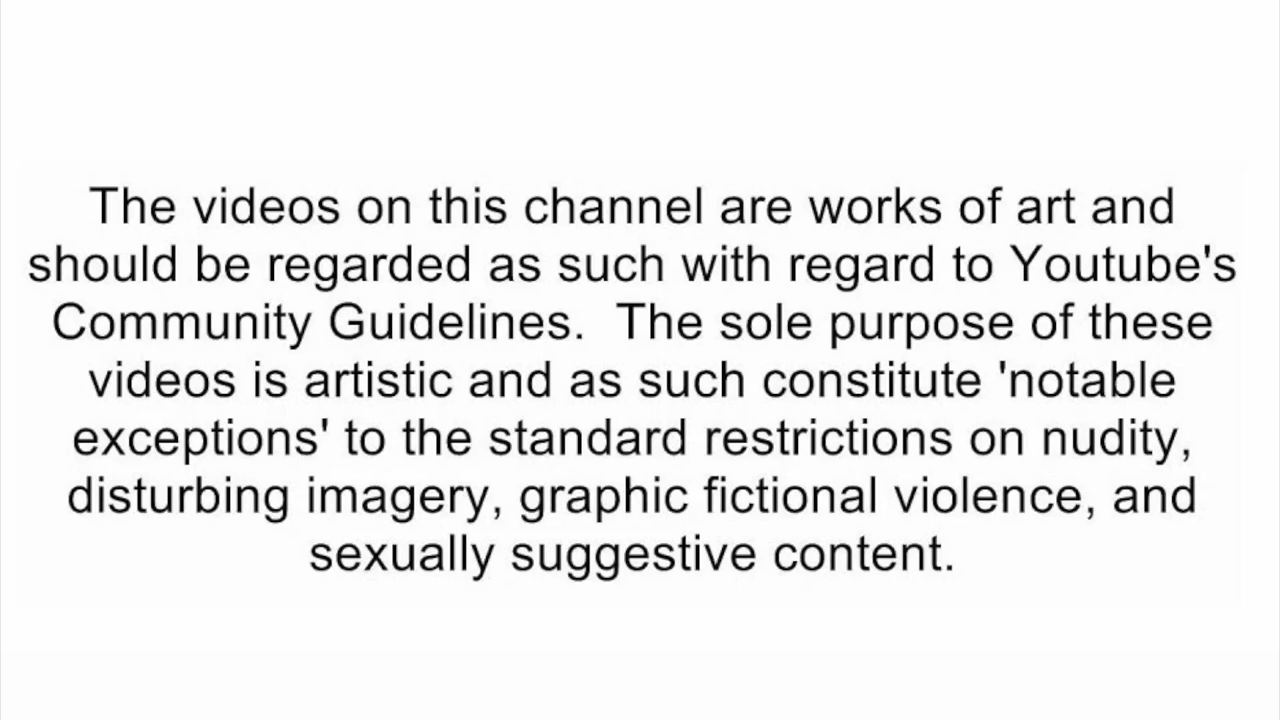 The videos on this channel are works of art and
should be regarded as such with regard to Youtube's
Community Guidelines.  The sole purpose of these
videos is artistic and as such constitute 'notable
exceptions' to the standard restrictions on nudity,
disturbing imagery, graphic fictional violence, and
sexually suggestive content.